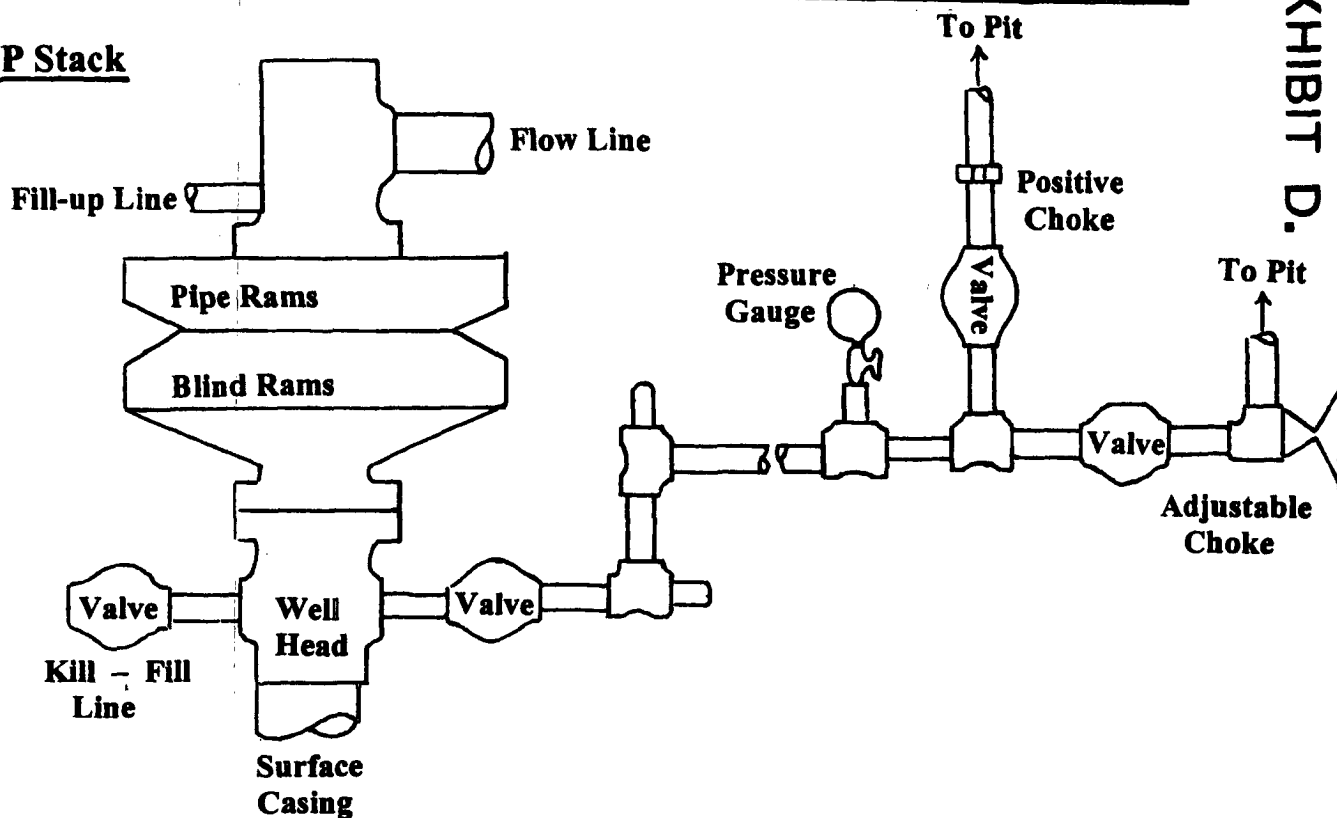 P Stack
To Pit
KHIBIT D.
Flow Line
Fill-up Line
Positive
Choke
Pressure
Gauge
Valve
To Pit
Pipe Rams
Blind Rams
Valve
Adjustable
Choke
Valve
Well
Head
Valve
Kill – Fill
Line
Surface
Casing